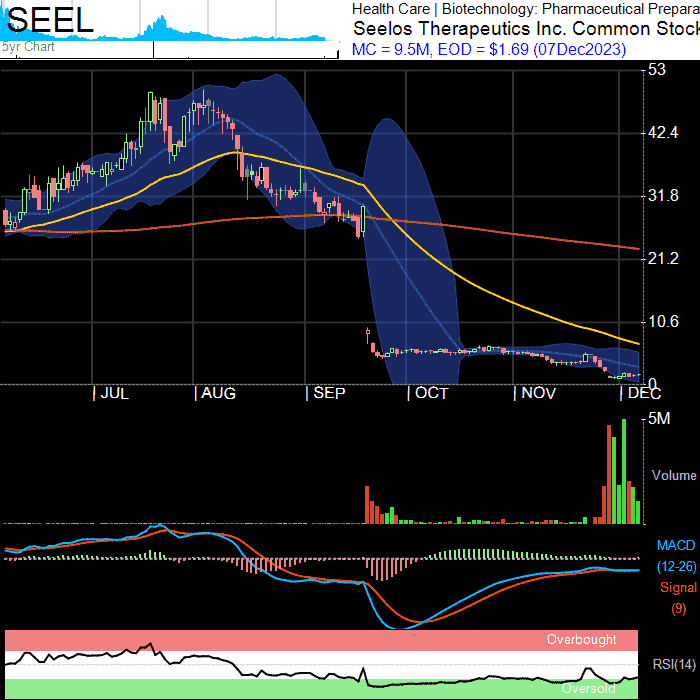 SEEL
Health Care | Biotechnology: Pharmaceutical Prepara
Seelos Therapeutics Inc. Common Stock
MC = 9.5M, EOD = $1.69 (07Dec2023)
5yr Chart
53
42.4
31.8
21.2
10.6
0
| JUL | AUG | SEP | OCT | NOV | DEC
5M
Volume
MACD
(12-26)
Signal
(9)
Overbought
RSI(14)
Oversold